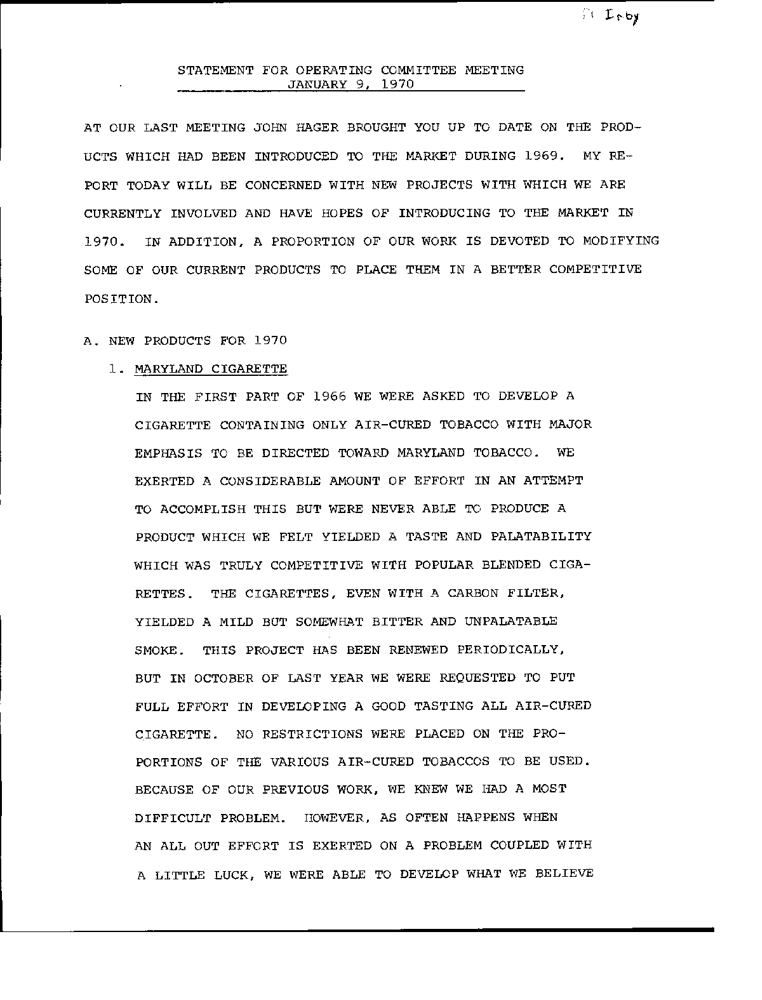 Irby
STATEMENT FOR OPERATING COMMITTEE MEETING
JANUARY 9, 1970
AT OUR LAST MEETING JOHN HAGER BROUGHT YOU UP TO DATE ON THE PROD-
UCTS WHICH HAD BEEN INTRODUCED TO THE MARKET DURING 1969. MY RE-
PORT TODAY WILL BE CONCERNED WITH NEW PROJECTS WITH WHICH WE ARE
CURRENTLY INVOLVED AND HAVE HOPES OF INTRODUCING TO THE MARKET IN
1970. IN ADDITION, A PROPORTION OF OUR WORK IS DEVOTED TO MODIFYING
SOME OF OUR CURRENT PRODUCTS TO PLACE THEM IN A BETTER COMPETITIVE
POSITION.
A. NEW PRODUCTS FOR 1970
1. MARYLAND CIGARETTE
IN THE FIRST PART OF 1966 WE WERE ASKED TO DEVELOP A
CIGARETTE CONTAINING ONLY AIR-CURED TOBACCO WITH MAJOR
EMPHASIS TO BE DIRECTED TOWARD MARYLAND TOBACCO. WE
EXERTED A CONSIDERABLE AMOUNT OF EFFORT IN AN ATTEMPT
TO ACCOMPLISH THIS BUT WERE NEVER ABLE TO PRODUCE A
PRODUCT WHICH WE FELT YIELDED A TASTE AND PALATABILITY
WHICH WAS TRULY COMPETITIVE WITH POPULAR BLENDED CIGA-
RETTES. THE CIGARETTES, EVEN WITH A CARBON FILTER,
YIELDED A MILD BUT SOMEWHAT BITTER AND UNPALATABLE
SMOKE. THIS PROJECT HAS BEEN RENEWED PERIODICALLY,
BUT IN OCTOBER OF LAST YEAR WE WERE REQUESTED TO PUT
FULL EFFORT IN DEVELOPING A GOOD TASTING ALL AIR-CURED
CIGARETTE. NO RESTRICTIONS WERE PLACED ON THE PRO-
PORTIONS OF THE VARIOUS AIR-CURED TOBACCOS TO BE USED.
BECAUSE OF OUR PREVIOUS WORK, WE KNEW WE HAD A MOST
DIFFICULT PROBLEM. HOWEVER, AS OFTEN HAPPENS WHEN
AN ALL OUT EFFORT IS EXERTED ON A PROBLEM COUPLED WITH
A LITTLE LUCK, WE WERE ABLE TO DEVELOP WHAT WE BELIEVE